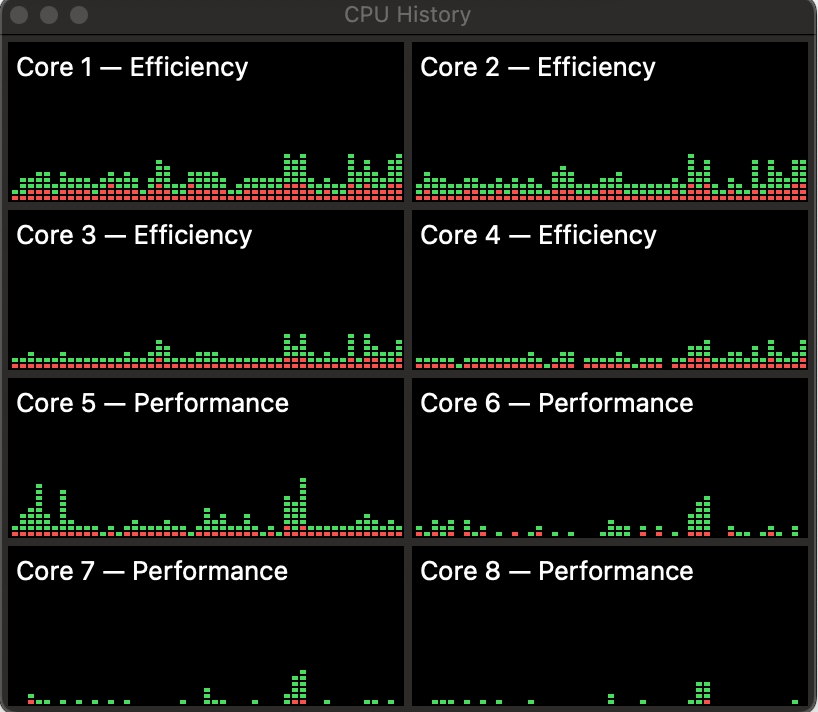 CPU History
Core 1 — Efficiency
Core 2 — Efficiency
Core 3 — Efficiency
Core 4 — Efficiency
Core 5 — Performance
Core 6 — Performance
Core 7 — Performance
Core 8 — Performance